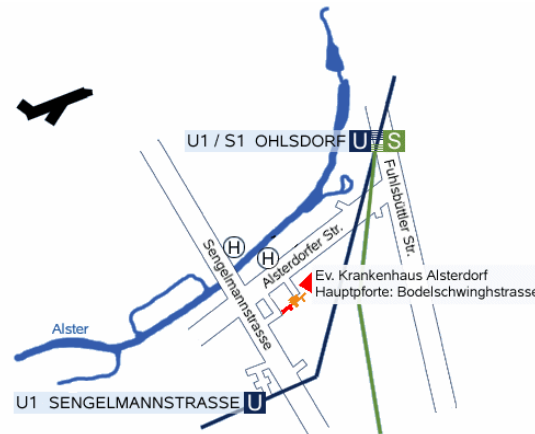 U1 / S1 OHLSDORF U S
Fuhlsbüttler Str.
H
H
Alsterdorfer Str.
Sengelmannstrasse
Ev. Krankenhaus Alsterdorf
Hauptpforte: Bodelschwinghstrasse
Alster
U1 SENGELMANNSTRASSE U